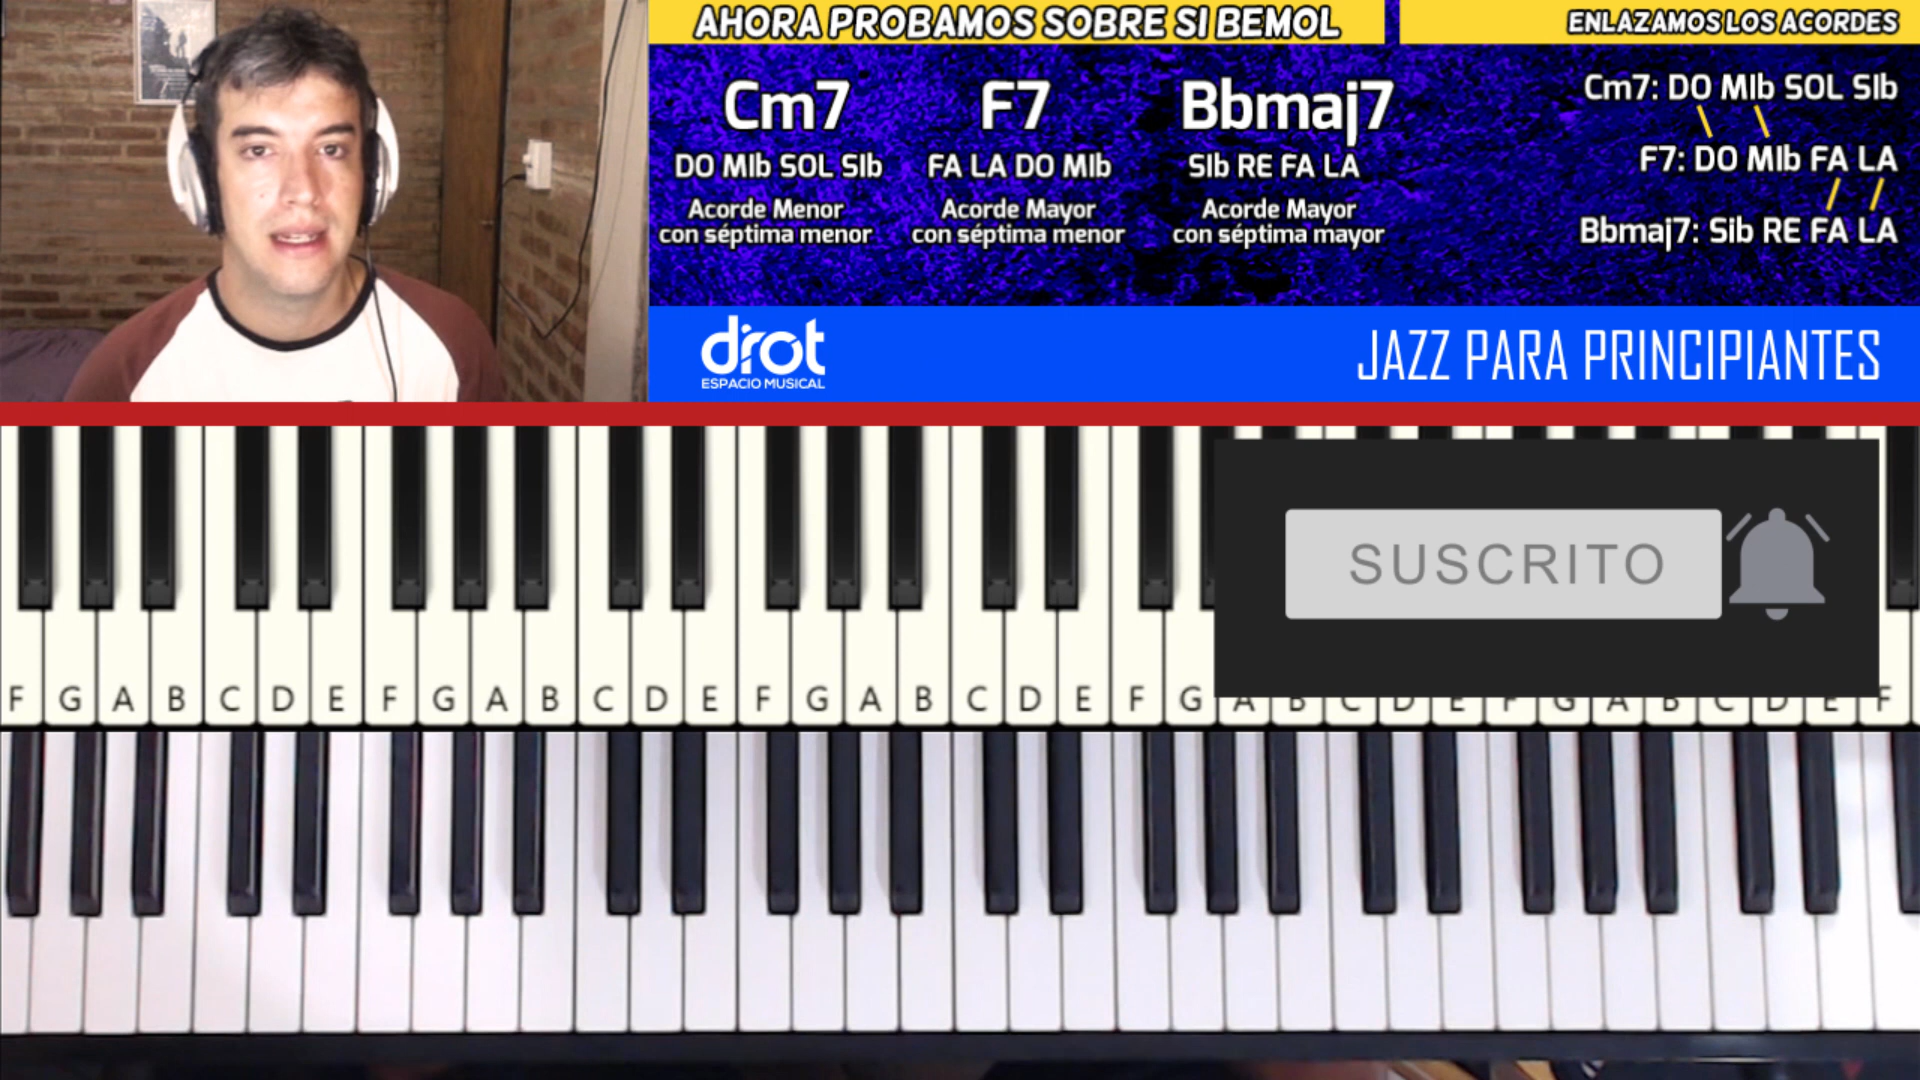 AHORA PROBAMOS SOBRE SI BEMOL
ENLAZAMOS LOS ACORDES
Cm7
F7
Bbmaj7
DO MIb SOL SIb
FA LA DO MIb
SIb RE FA LA
Acorde Menor
con séptima menor
Acorde Mayor
con séptima menor
Acorde Mayor
con séptima mayor
Cm7: DO MIb SOL SIb
F7: DO MIb FA LA
Bbmaj7: Sib RE FA LA
drot
ESPACIO MUSICAL
JAZZ PARA PRINCIPIANTES
SUSCRITO
F G A B C D E F G A B C D E F G A B C D E F G A B C D E F G A B C D E F